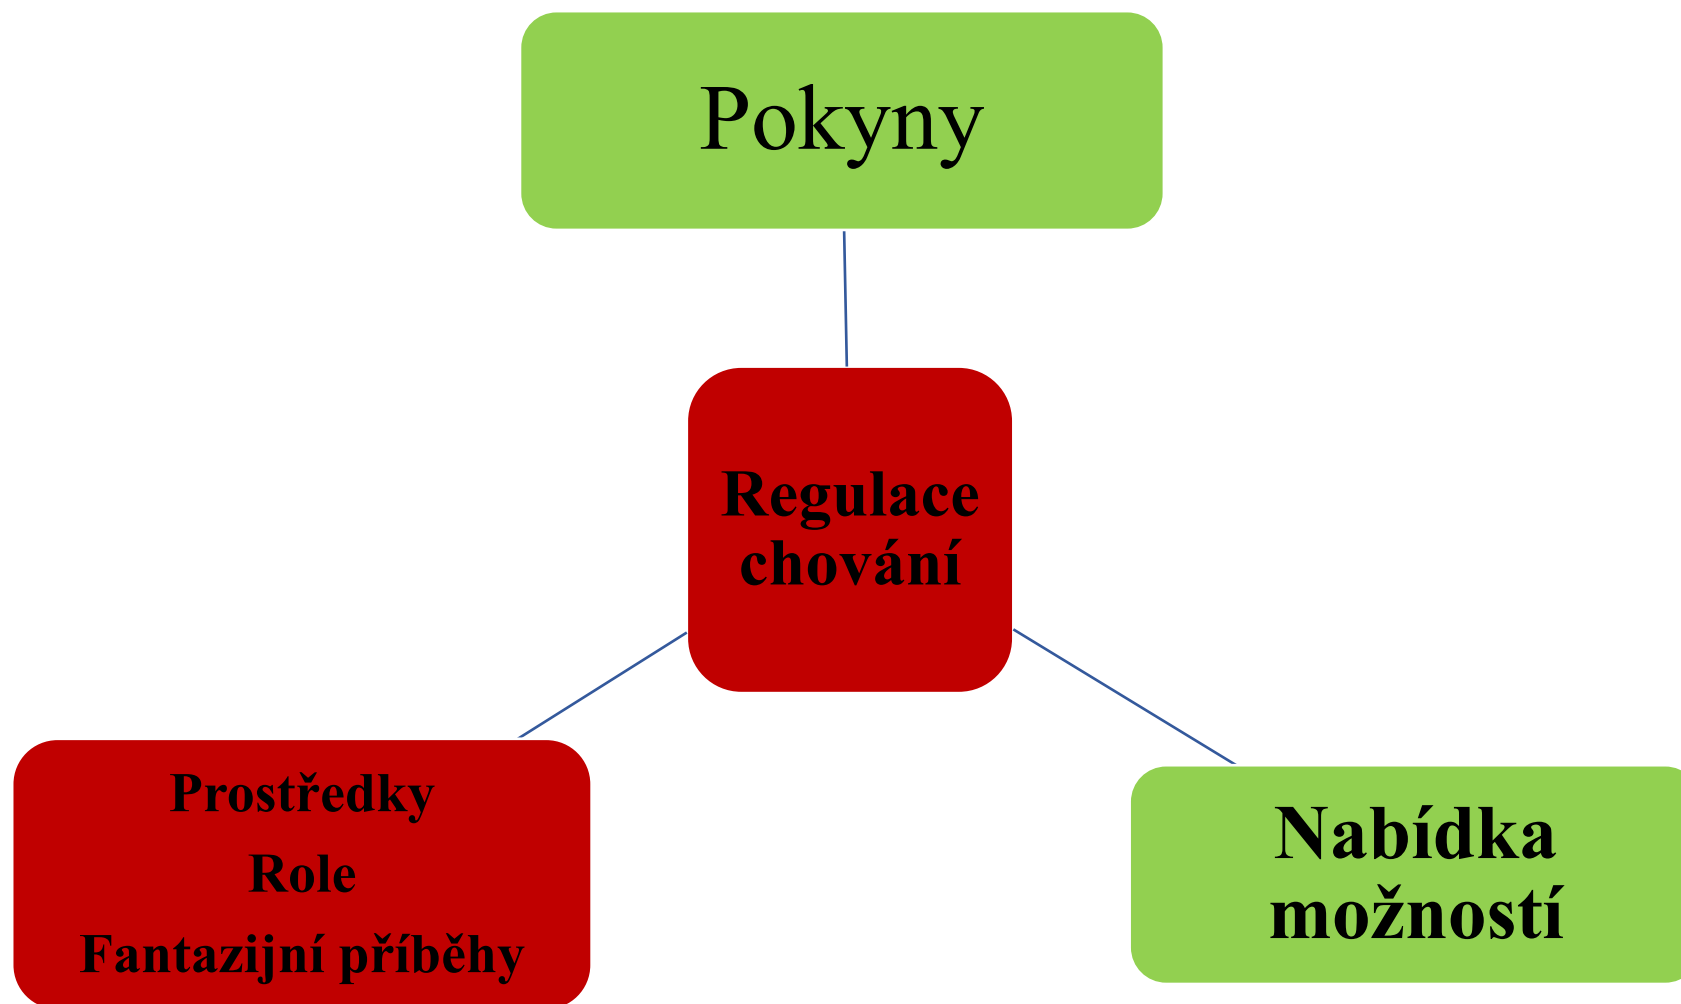 Pokyny
Regulace
chování
Prostředky
Role
Fantazijní příběhy
Nabídka
možností